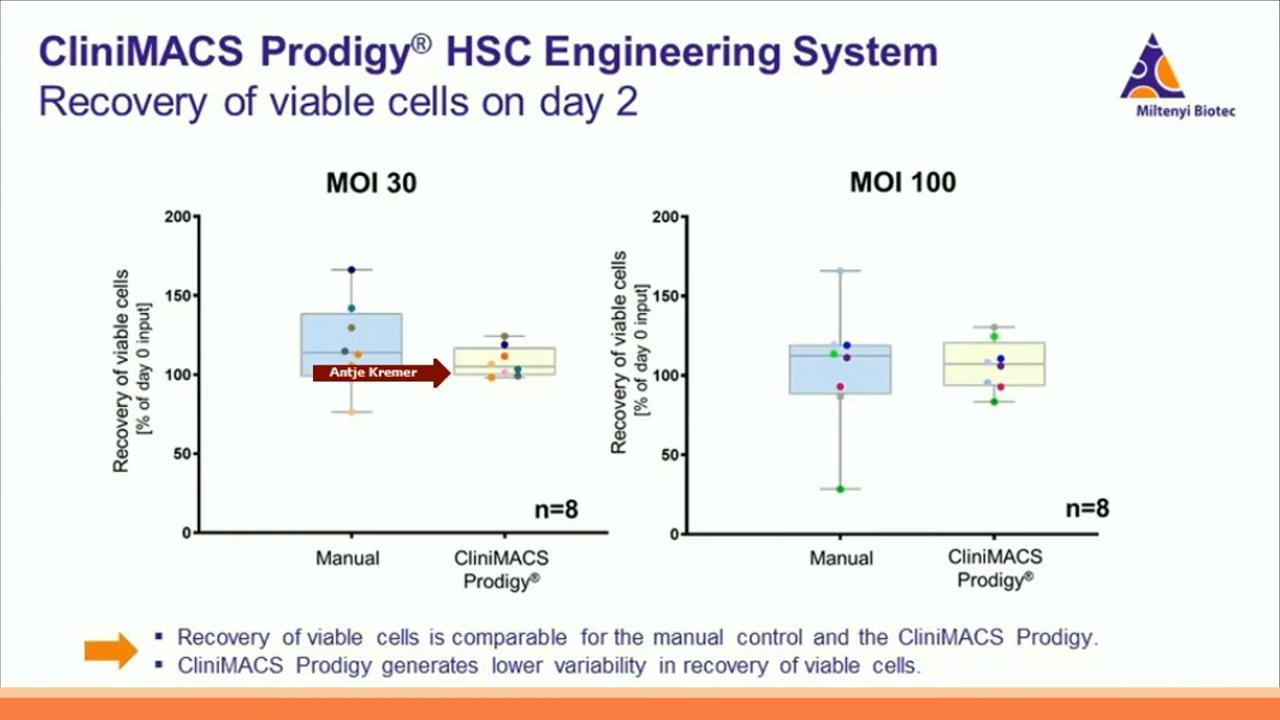 CliniMACS Prodigy® HSC Engineering System
Recovery of viable cells on day 2
Miltenyi Biotec
MOI 30
Recovery of viable cells
[% of day 0 input]
200
150
100
50
0
Antje Kremer
n=8
Manual
CliniMACS
Prodigy®
MOI 100
Recovery of viable cells
[% of day 0 input]
200
150
100
50
0
n=8
Manual
CliniMACS
Prodigy®
▪ Recovery of viable cells is comparable for the manual control and the CliniMACS Prodigy.
▪ CliniMACS Prodigy generates lower variability in recovery of viable cells.